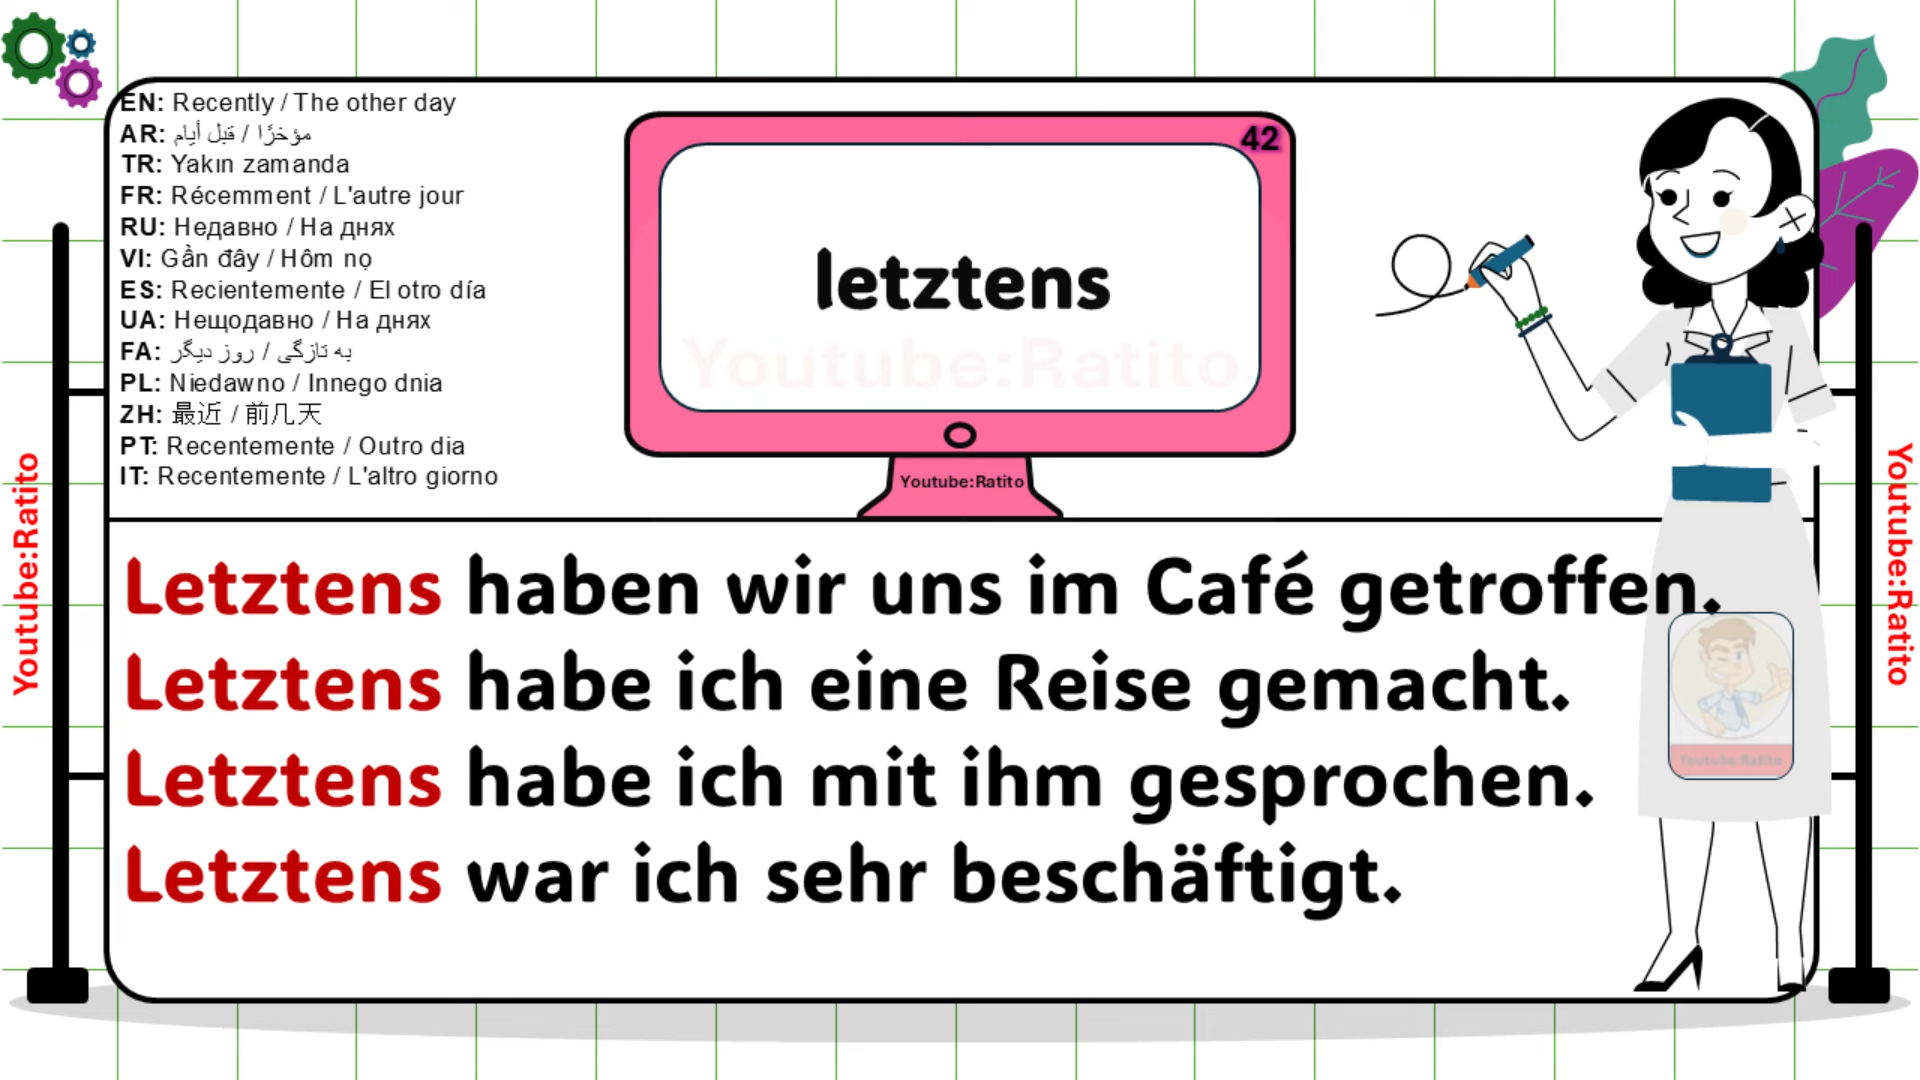 EN: Recently / The other day
AR: مؤخرًا / قبل أيام
TR: Yakın zamanda
FR: Récemment / L'autre jour
RU: Недавно / На днях
VI: Gần đây / Hôm nọ
ES: Recientemente / El otro día
UA: Нещодавно / На днях
FA: به تازگی / روز دیگر
PL: Niedawno / Innego dnia
ZH: 最近 / 前几天
PT: Recentemente / Outro dia
IT: Recentemente / L'altro giorno
42
letztens
Youtube:Ratito
Youtube:Ratito
Letztens haben wir uns im Café getroffen.
Letztens habe ich eine Reise gemacht.
Letztens habe ich mit ihm gesprochen.
Letztens war ich sehr beschäftigt.
Youtube:Ratito
Youtube:Ratito
Youtube:Ratito